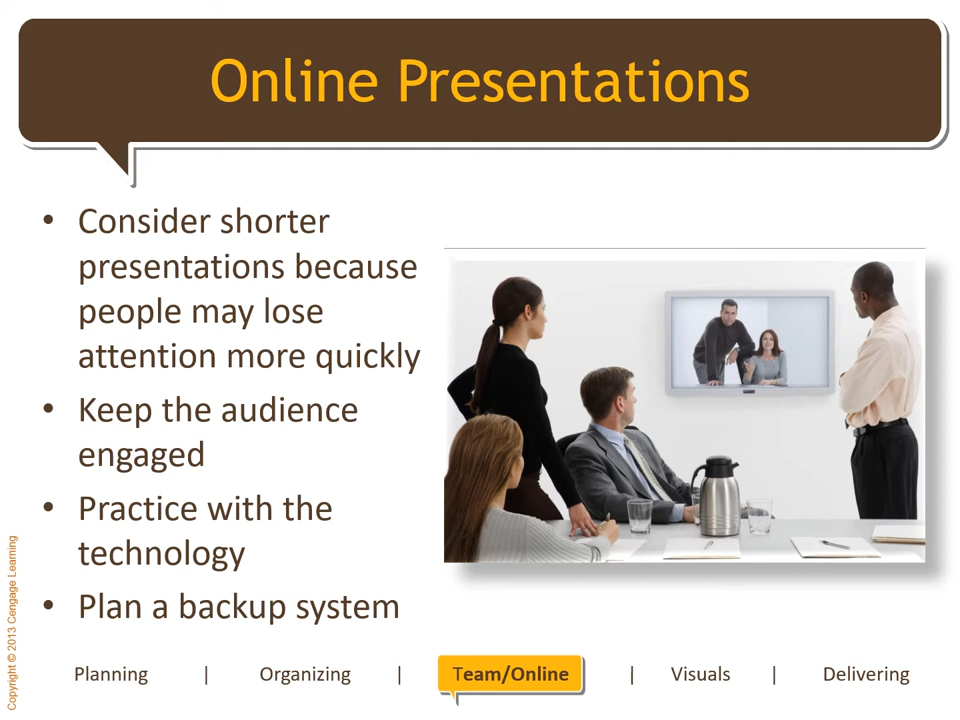 Online Presentations
• Consider shorter
presentations because
people may lose
attention more quickly
• Keep the audience
engaged
• Practice with the
technology
• Plan a backup system
Copyright © 2013 Cengage Learning
Planning | Organizing | Team/Online | Visuals | Delivering